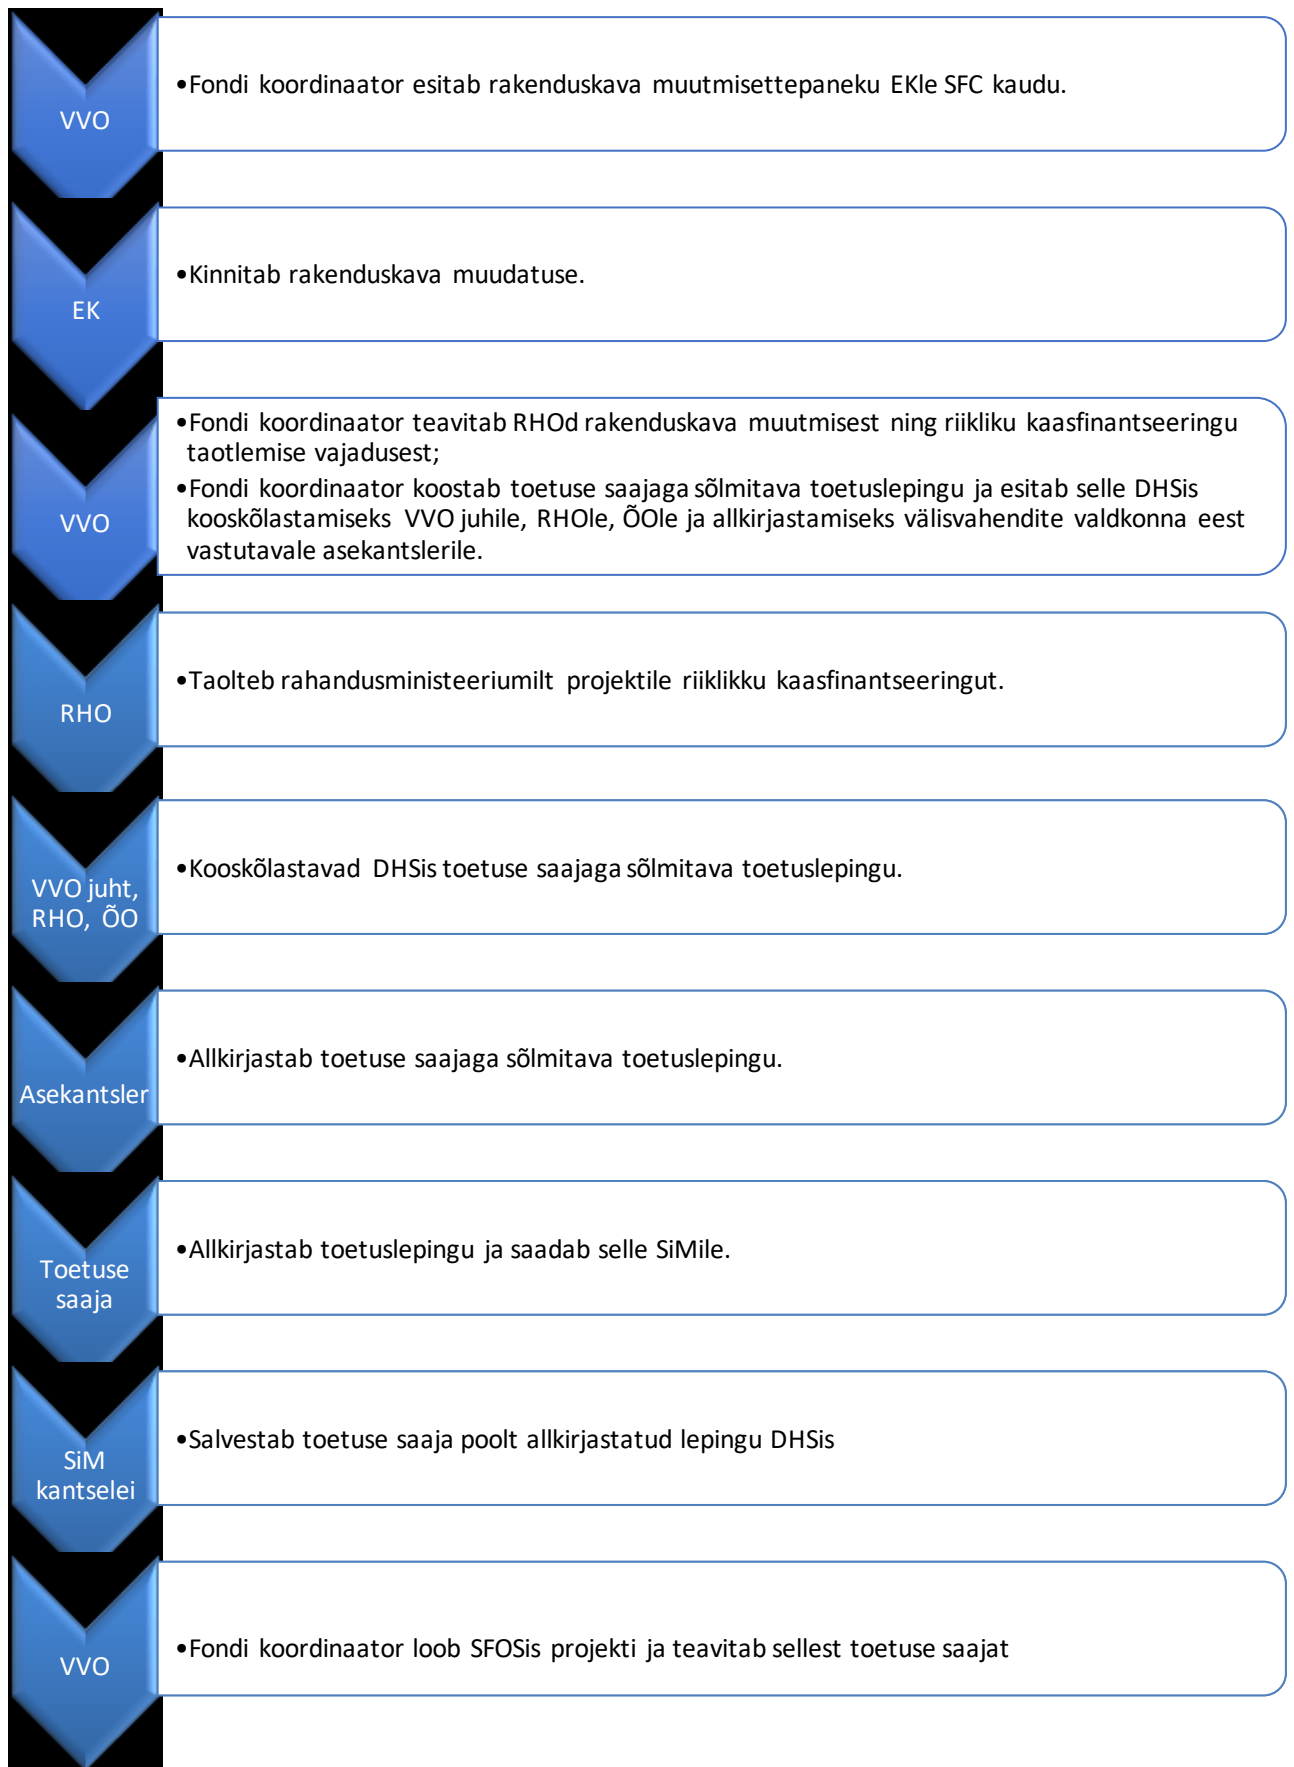 VVO
•Fondi koordinaator esitab rakenduskava muutmisettepaneku EKle SFC kaudu.
EK
•Kinnitab rakenduskava muudatuse.
VVO
•Fondi koordinaator teavitab RHOd rakenduskava muutmisest ning riikliku kaasfinantseeringu
taotlemise vajadusest;
•Fondi koordinaator koostab toetuse saajaga sõlmitava toetuslepingu ja esitab selle DHSis
kooskõlastamiseks VVO juhile, RHOle, ÕOle ja allkirjastamiseks välisvahendite valdkonna eest
vastutavale asekantslerile.
RHO
•Taolteb rahandusministeeriumilt projektile riiklikku kaasfinantseeringut.
VVO juht,
RHO, ÕO
•Kooskõlastavad DHSis toetuse saajaga sõlmitava toetuslepingu.
Asekantsler
•Allkirjastab toetuse saajaga sõlmitava toetuslepingu.
Toetuse
saaja
•Allkirjastab toetuslepingu ja saadab selle SiMile.
SiM
kantselei
•Salvestab toetuse saaja poolt allkirjastatud lepingu DHSis
VVO
•Fondi koordinaator loob SFOSis projekti ja teavitab sellest toetuse saajat